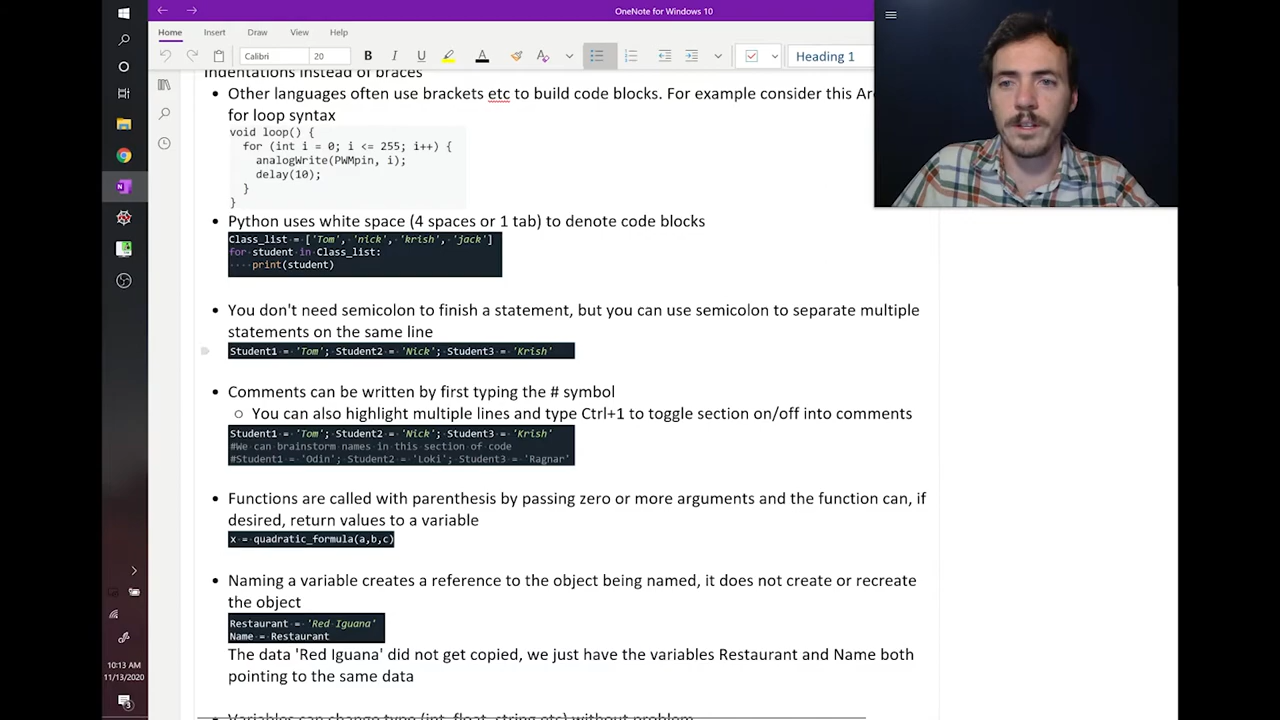 OneNote for Windows 10
Home Insert Draw View Help
Calibri 20 B I U A Heading 1
Indentations instead of braces
Other languages often use brackets etc to build code blocks. For example consider this
for loop syntax
void loop() {
for (int i = 0; i <= 255; i++) {
analogWrite(PWMpin, i);
delay(10);
}
}
Python uses white space (4 spaces or 1 tab) to denote code blocks
Class_list = ['Tom', 'nick', 'krish', 'jack']
for student in Class_list:
print(student)
You don't need semicolon to finish a statement, but you can use semicolon to separate multiple
statements on the same line
Student1 = 'Tom'; Student2 = 'Nick'; Student3 = 'Krish'
Comments can be written by first typing the # symbol
You can also highlight multiple lines and type Ctrl+1 to toggle section on/off into comments
Student1 = 'Tom'; Student2 = 'Nick'; Student3 = 'Krish'
#We can brainstorm names in this section of code
#Student1 = 'Odin'; Student2 = 'Loki'; Student3 = 'Ragnar'
Functions are called with parenthesis by passing zero or more arguments and the function can, if
desired, return values to a variable
x = quadratic_formula(a,b,c)
Naming a variable creates a reference to the object being named, it does not create or recreate
the object
Restaurant = 'Red Iguana'
Name = Restaurant
The data 'Red Iguana' did not get copied, we just have the variables Restaurant and Name both
pointing to the same data
Variables can change type (int, float, string etc) without problem
10:13 AM
11/13/2020